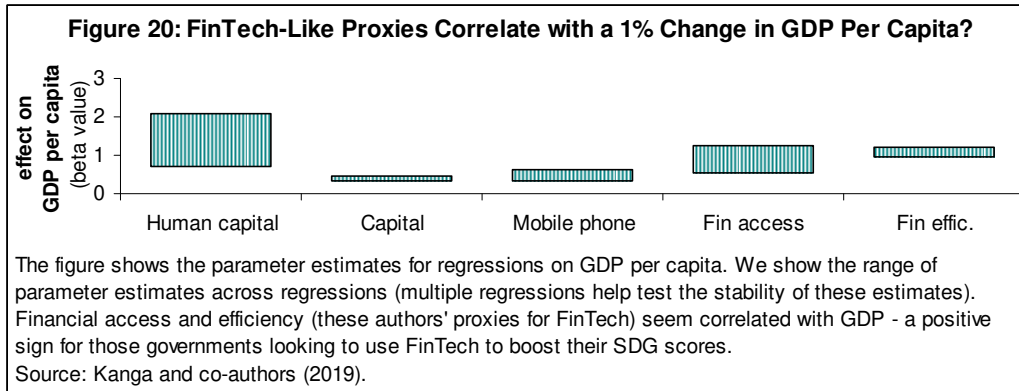 Figure 20: FinTech-Like Proxies Correlate with a 1% Change in GDP Per Capita?
effect on
GDP per capita
(beta value)
3
2
1
0
Human capital
Capital
Mobile phone
Fin access
Fin effic.
The figure shows the parameter estimates for regressions on GDP per capita. We show the range of
parameter estimates across regressions (multiple regressions help test the stability of these estimates).
Financial access and efficiency (these authors' proxies for FinTech) seem correlated with GDP - a positive
sign for those governments looking to use FinTech to boost their SDG scores.
Source: Kanga and co-authors (2019).